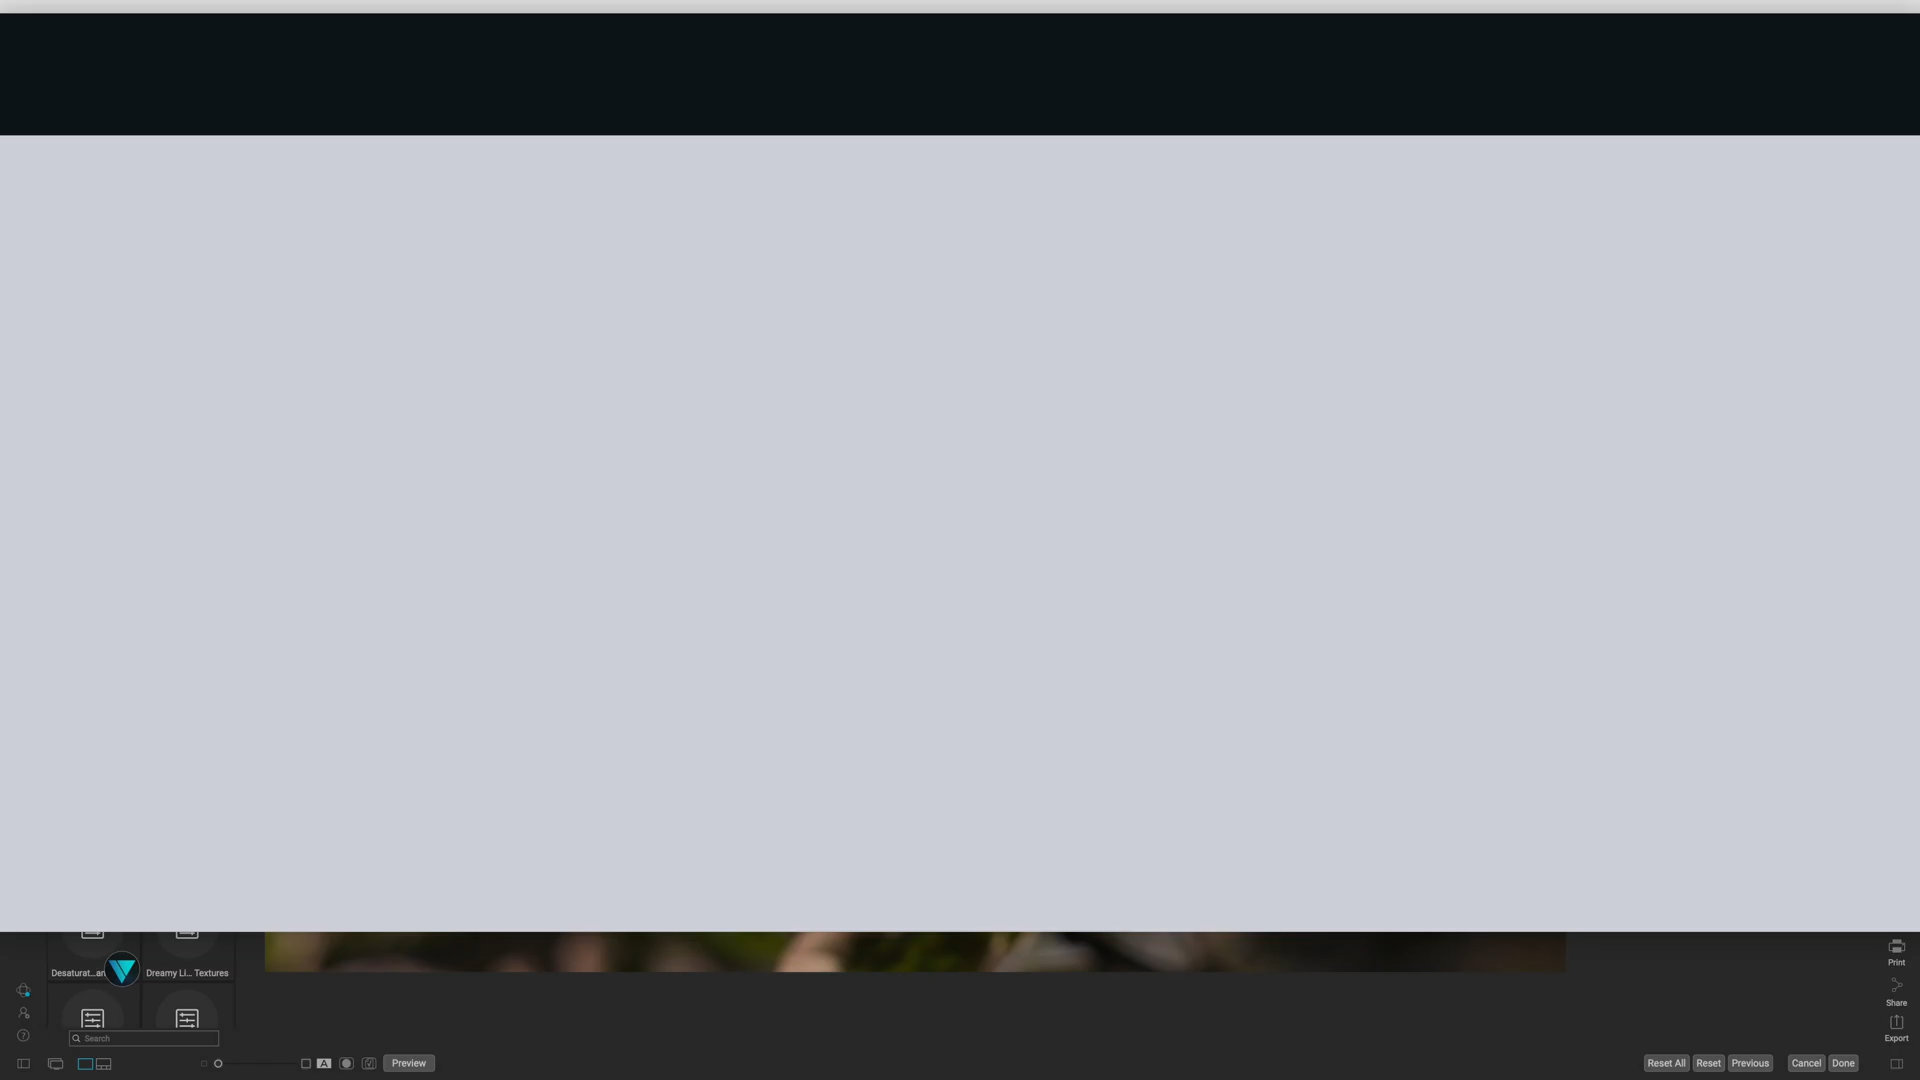 Print
Desaturat...an
Dreamy Li... Textures
Share
Search
Export
A
Preview
Reset All
Reset
Previous
Cancel
Done